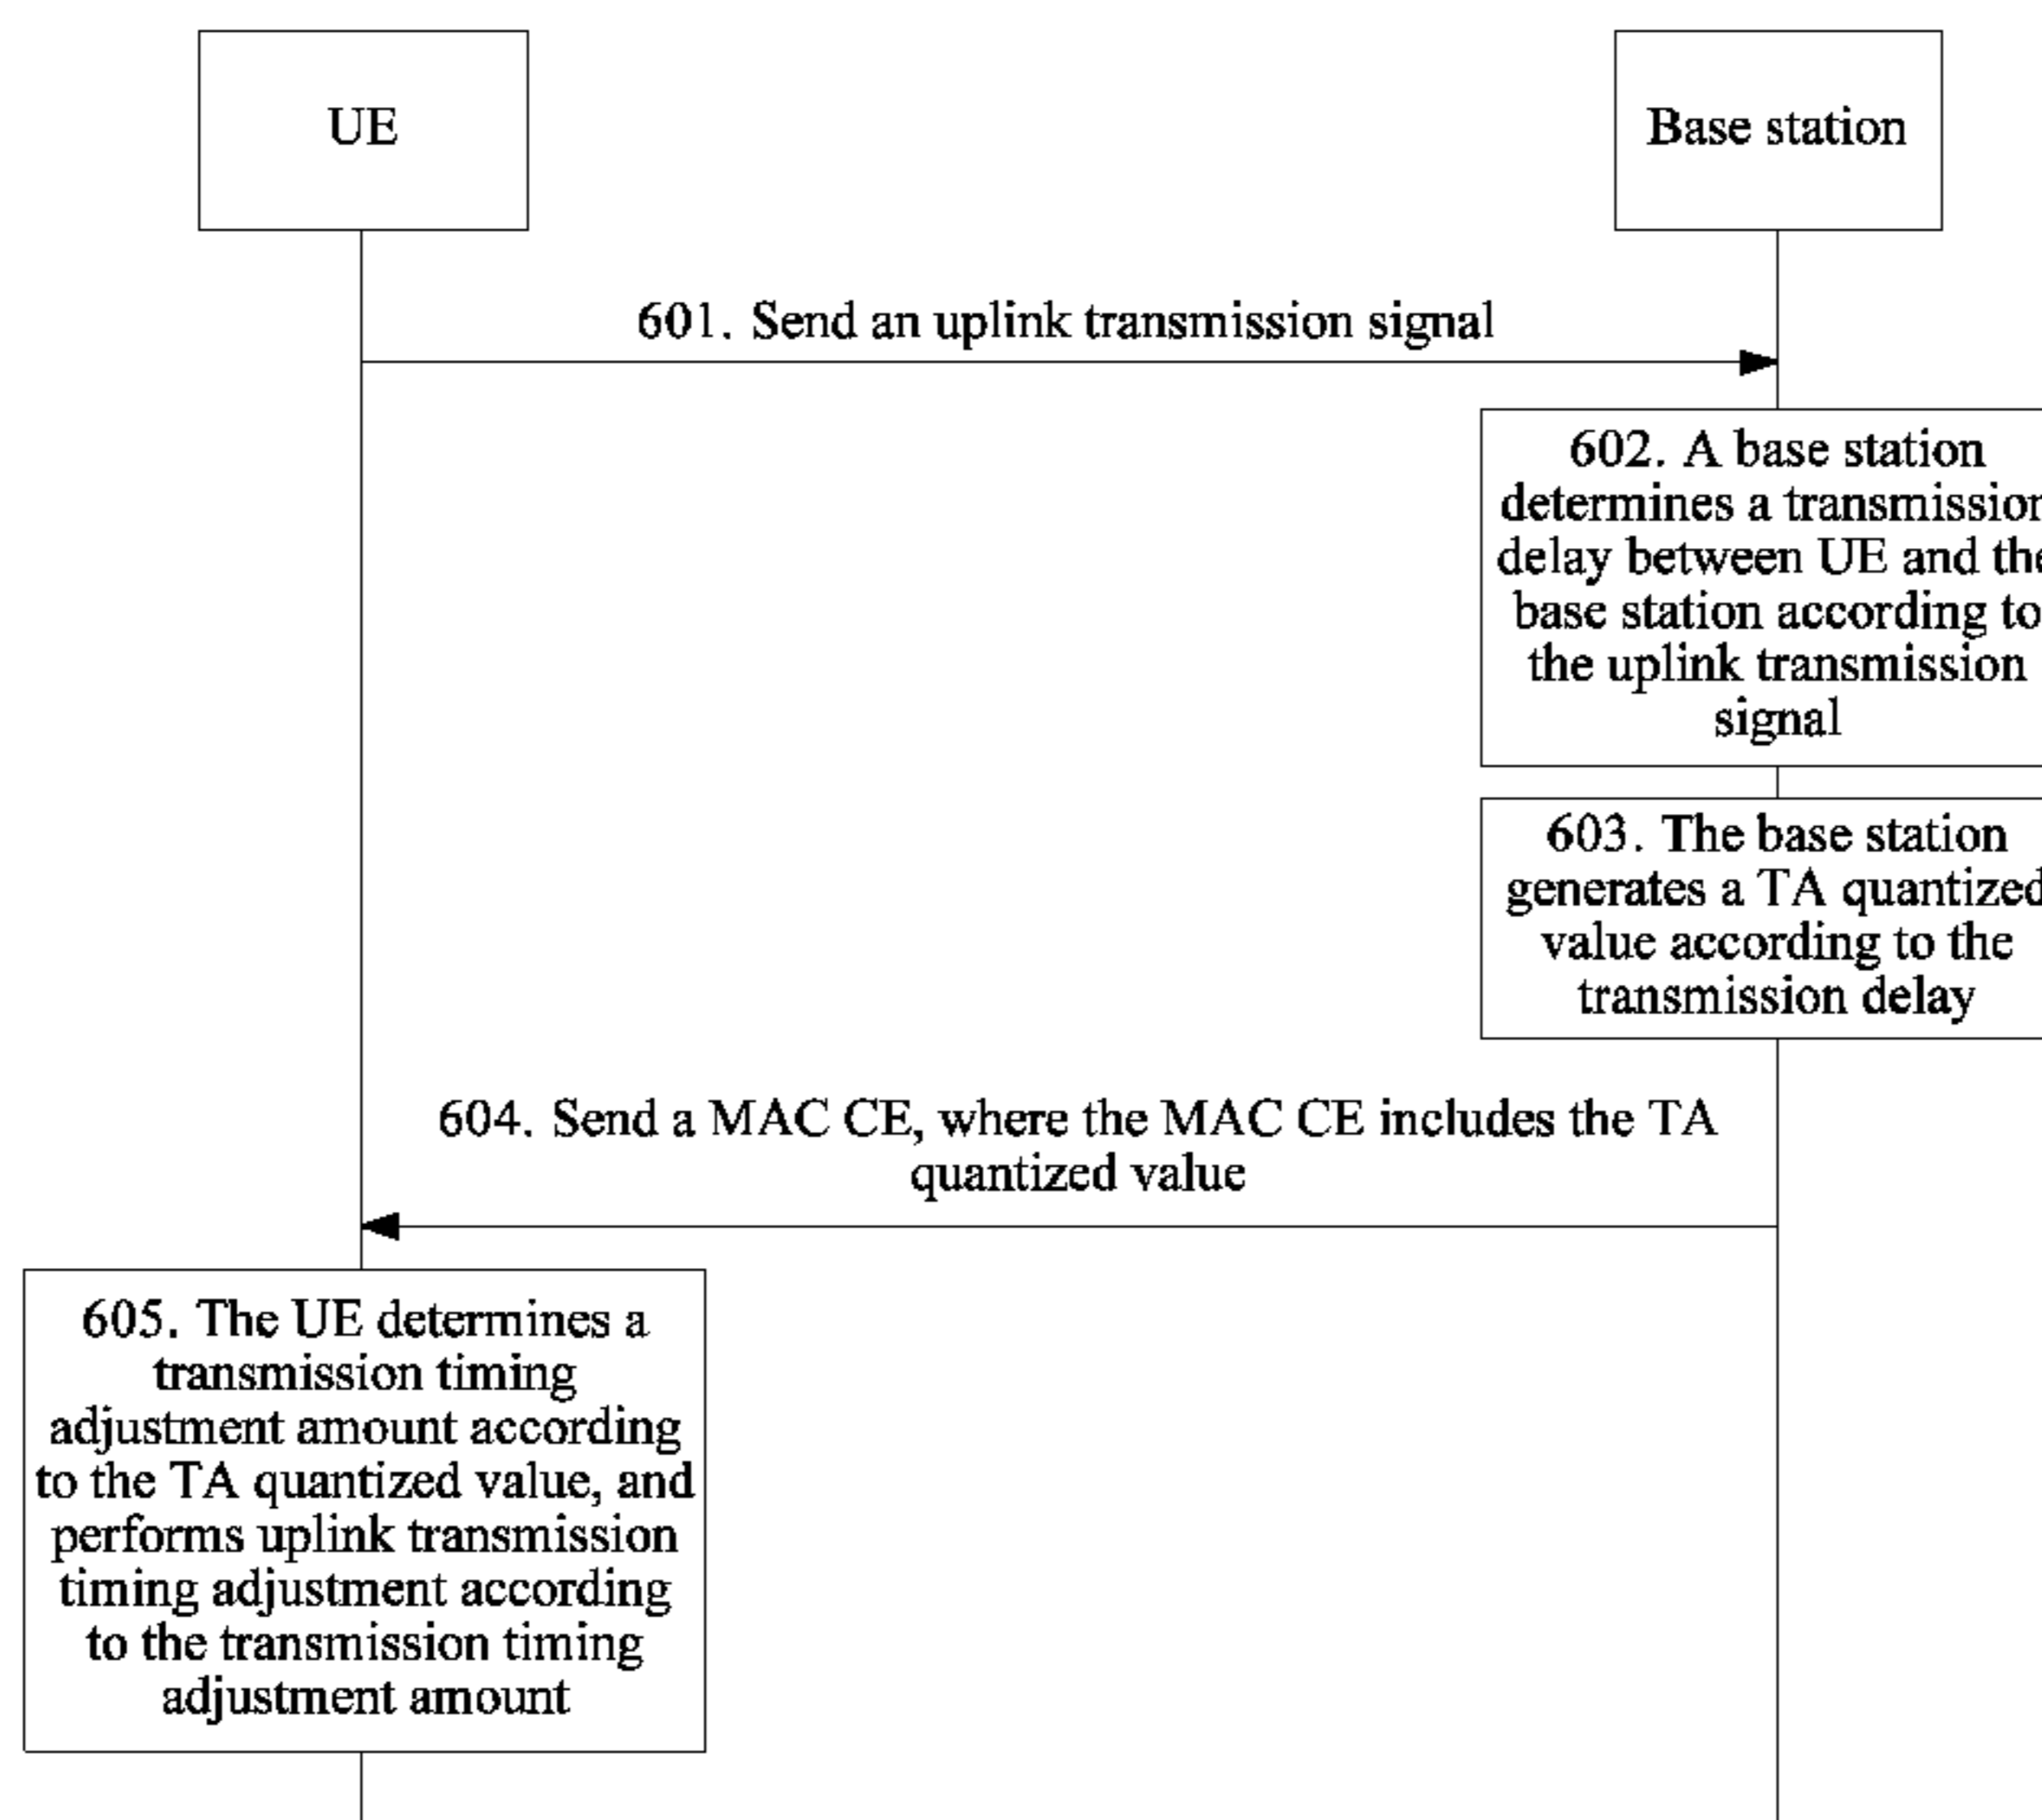 UE
Base station
601. Send an uplink transmission signal
602. A base station
determines a transmission
delay between UE and the
base station according to
the uplink transmission
signal
603. The base station
generates a TA quantized
value according to the
transmission delay
604. Send a MAC CE, where the MAC CE includes the TA
quantized value
605. The UE determines a
transmission timing
adjustment amount according
to the TA quantized value, and
performs uplink transmission
timing adjustment according
to the transmission timing
adjustment amount